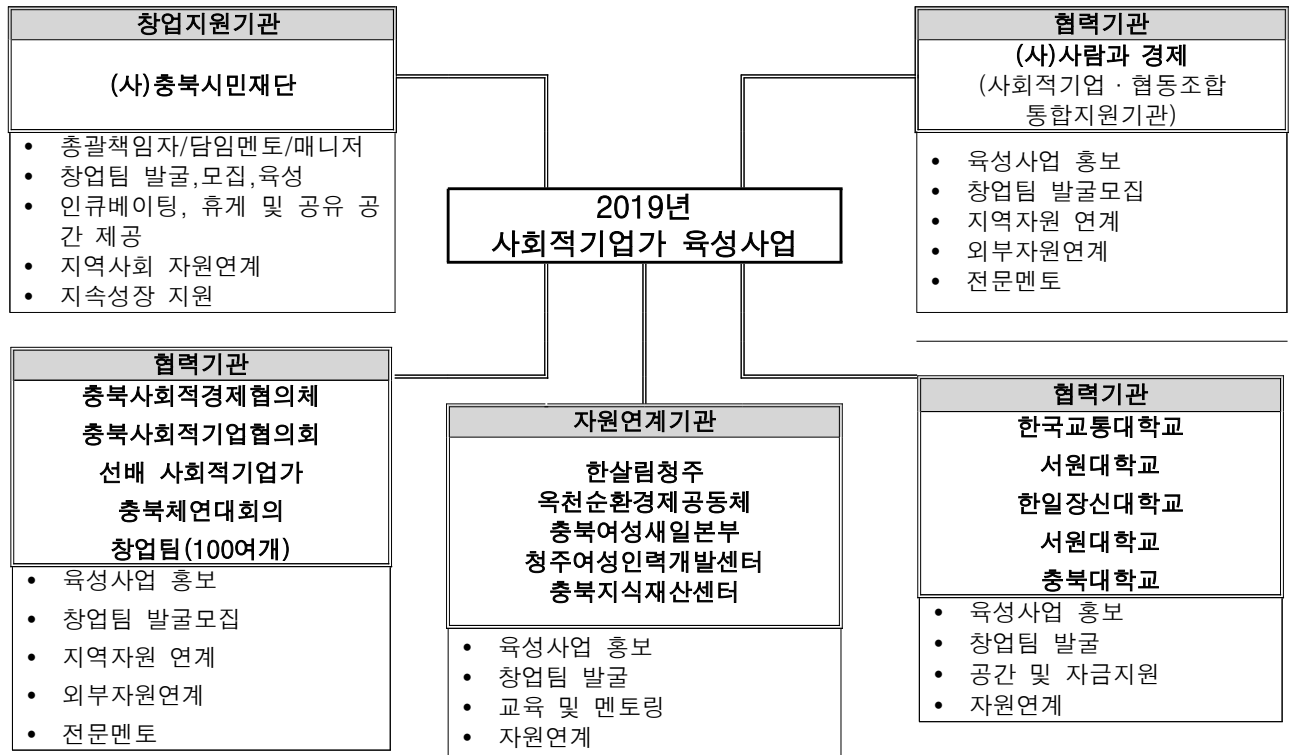 창업지원기관
(사)충북시민재단
• 총괄책임자/담임멘토/매니저
• 창업팀 발굴,모집,육성
• 인큐베이팅, 휴게 및 공유 공
간 제공
• 지역사회 자원연계
• 지속성장 지원
협력기관
(사)사람과 경제
(사회적기업 · 협동조합
통합지원기관)
• 육성사업 홍보
• 창업팀 발굴모집
• 지역자원 연계
• 외부자원연계
• 전문멘토
2019년
사회적기업가 육성사업
협력기관
충북사회적경제협의체
충북사회적기업협의회
선배 사회적기업가
충북체연대회의
창업팀(100여개)
• 육성사업 홍보
• 창업팀 발굴모집
• 지역자원 연계
• 외부자원연계
• 전문멘토
자원연계기관
한살림청주
옥천순환경제공동체
충북여성새일본부
청주여성인력개발센터
충북지식재산센터
• 육성사업 홍보
• 창업팀 발굴
• 교육 및 멘토링
• 자원연계
협력기관
한국교통대학교
서원대학교
한일장신대학교
서원대학교
충북대학교
• 육성사업 홍보
• 창업팀 발굴
• 공간 및 자금지원
• 자원연계